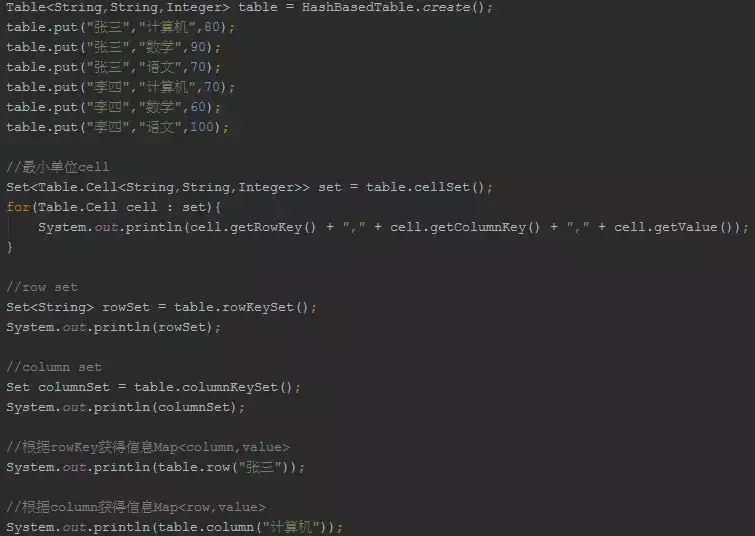 Table<String,String,Integer> table = HashBasedTable.create();
table.put("张三","计算机",80);
table.put("张三","数学",90);
table.put("张三","语文",70);
table.put("李四","计算机",70);
table.put("李四","数学",60);
table.put("李四","语文",100);
//最小单位cell
Set<Table.Cell<String,String,Integer>> set = table.cellSet();
for(Table.Cell cell : set){
System.out.println(cell.getRowKey() + "," + cell.getColumnKey() + "," + cell.getValue());
}
//row set
Set<String> rowSet = table.rowKeySet();
System.out.println(rowSet);
//column set
Set columnSet = table.columnKeySet();
System.out.println(columnSet);
//根据rowKey获得信息Map<column,value>
System.out.println(table.row("张三"));
//根据column获得信息Map<row,value>
System.out.println(table.column("计算机"));